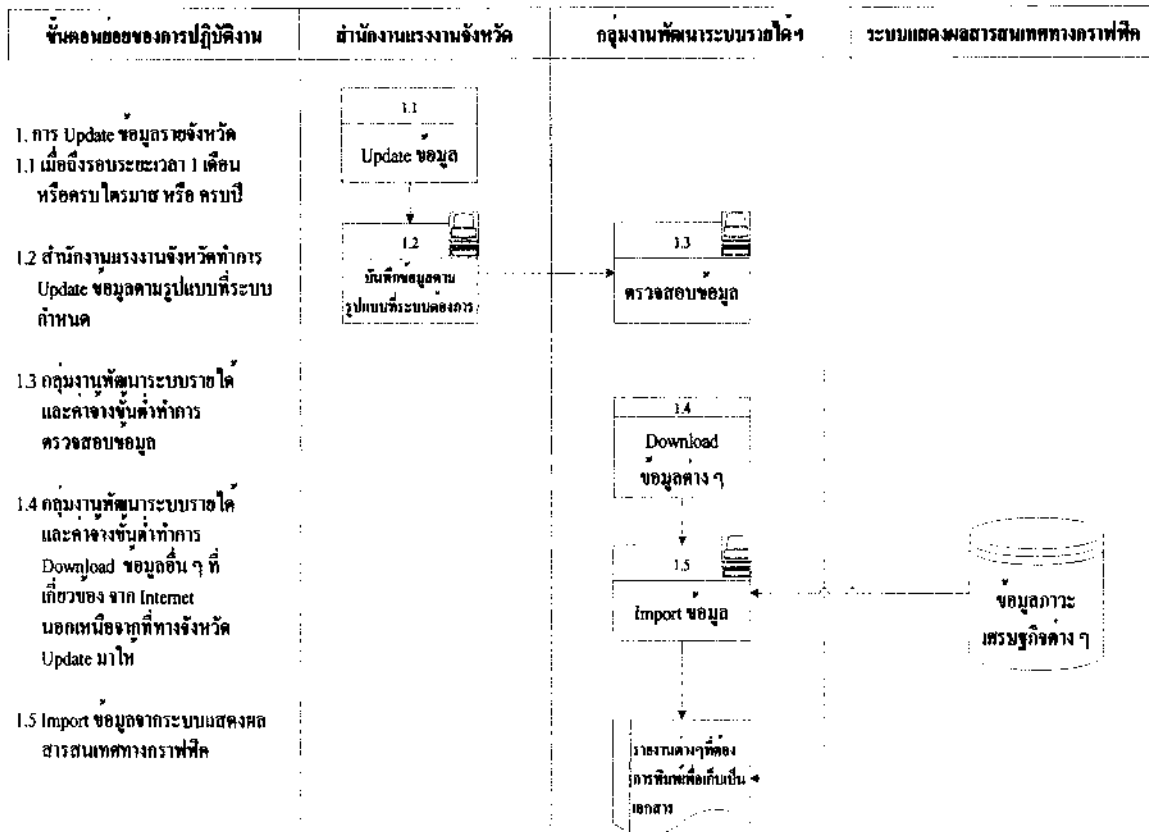 ขั้นตอนย่อยของการปฏิบัติงาน
สำนักงานแรงงานจังหวัด
กลุ่มงานพัฒนาระบบรายได้ฯ
ระบบแสดงผลสารสนเทศทางกราฟฟิค
1. การ Update ข้อมูลรายจังหวัด
1.1 เมื่อถึงรอบระยะเวลา 1 เดือน
หรือครบไตรมาส หรือ ครบปี
1.2 สำนักงานแรงงานจังหวัดทำการ
Update ข้อมูลตามรูปแบบที่ระบบ
กำหนด
1.3 กลุ่มงานพัฒนาระบบรายได้
และค่าจ้างขั้นต่ำทำการ
ตรวจสอบข้อมูล
1.4 กลุ่มงานพัฒนาระบบรายได้
และค่าจ้างขั้นต่ำทำการ
Download ข้อมูลอื่น ๆ ที่
เกี่ยวข้อง จาก Internet
นอกเหนือจากที่ทางจังหวัด
Update มาให้
1.5 Import ข้อมูลจากระบบแสดงผล
สารสนเทศทางกราฟฟิค
1.1
Update ข้อมูล
1.2
บันทึกข้อมูลตาม
รูปแบบที่ระบบต้องการ
1.3
ตรวจสอบข้อมูล
1.4
Download
ข้อมูลต่าง ๆ
1.5
Import ข้อมูล
รายงานต่างๆที่ต้อง
การพิมพ์เพื่อเก็บเป็น
เอกสาร
ข้อมูลภาวะ
เศรษฐกิจต่าง ๆ